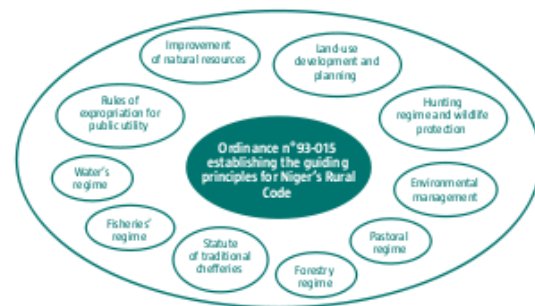 Improvement
of natural resources
Land-use
development and
planning
Rules of
expropriation for
public utility
Hunting
regime and wildlife
protection
Ordinance n°93-015
establishing the guiding
principles for Niger's Rural
Code
Water's
regime
Environmental
management
Fisheries'
regime
Statute
of traditional
chefferies
Pastoral
regime
Forestry
regime